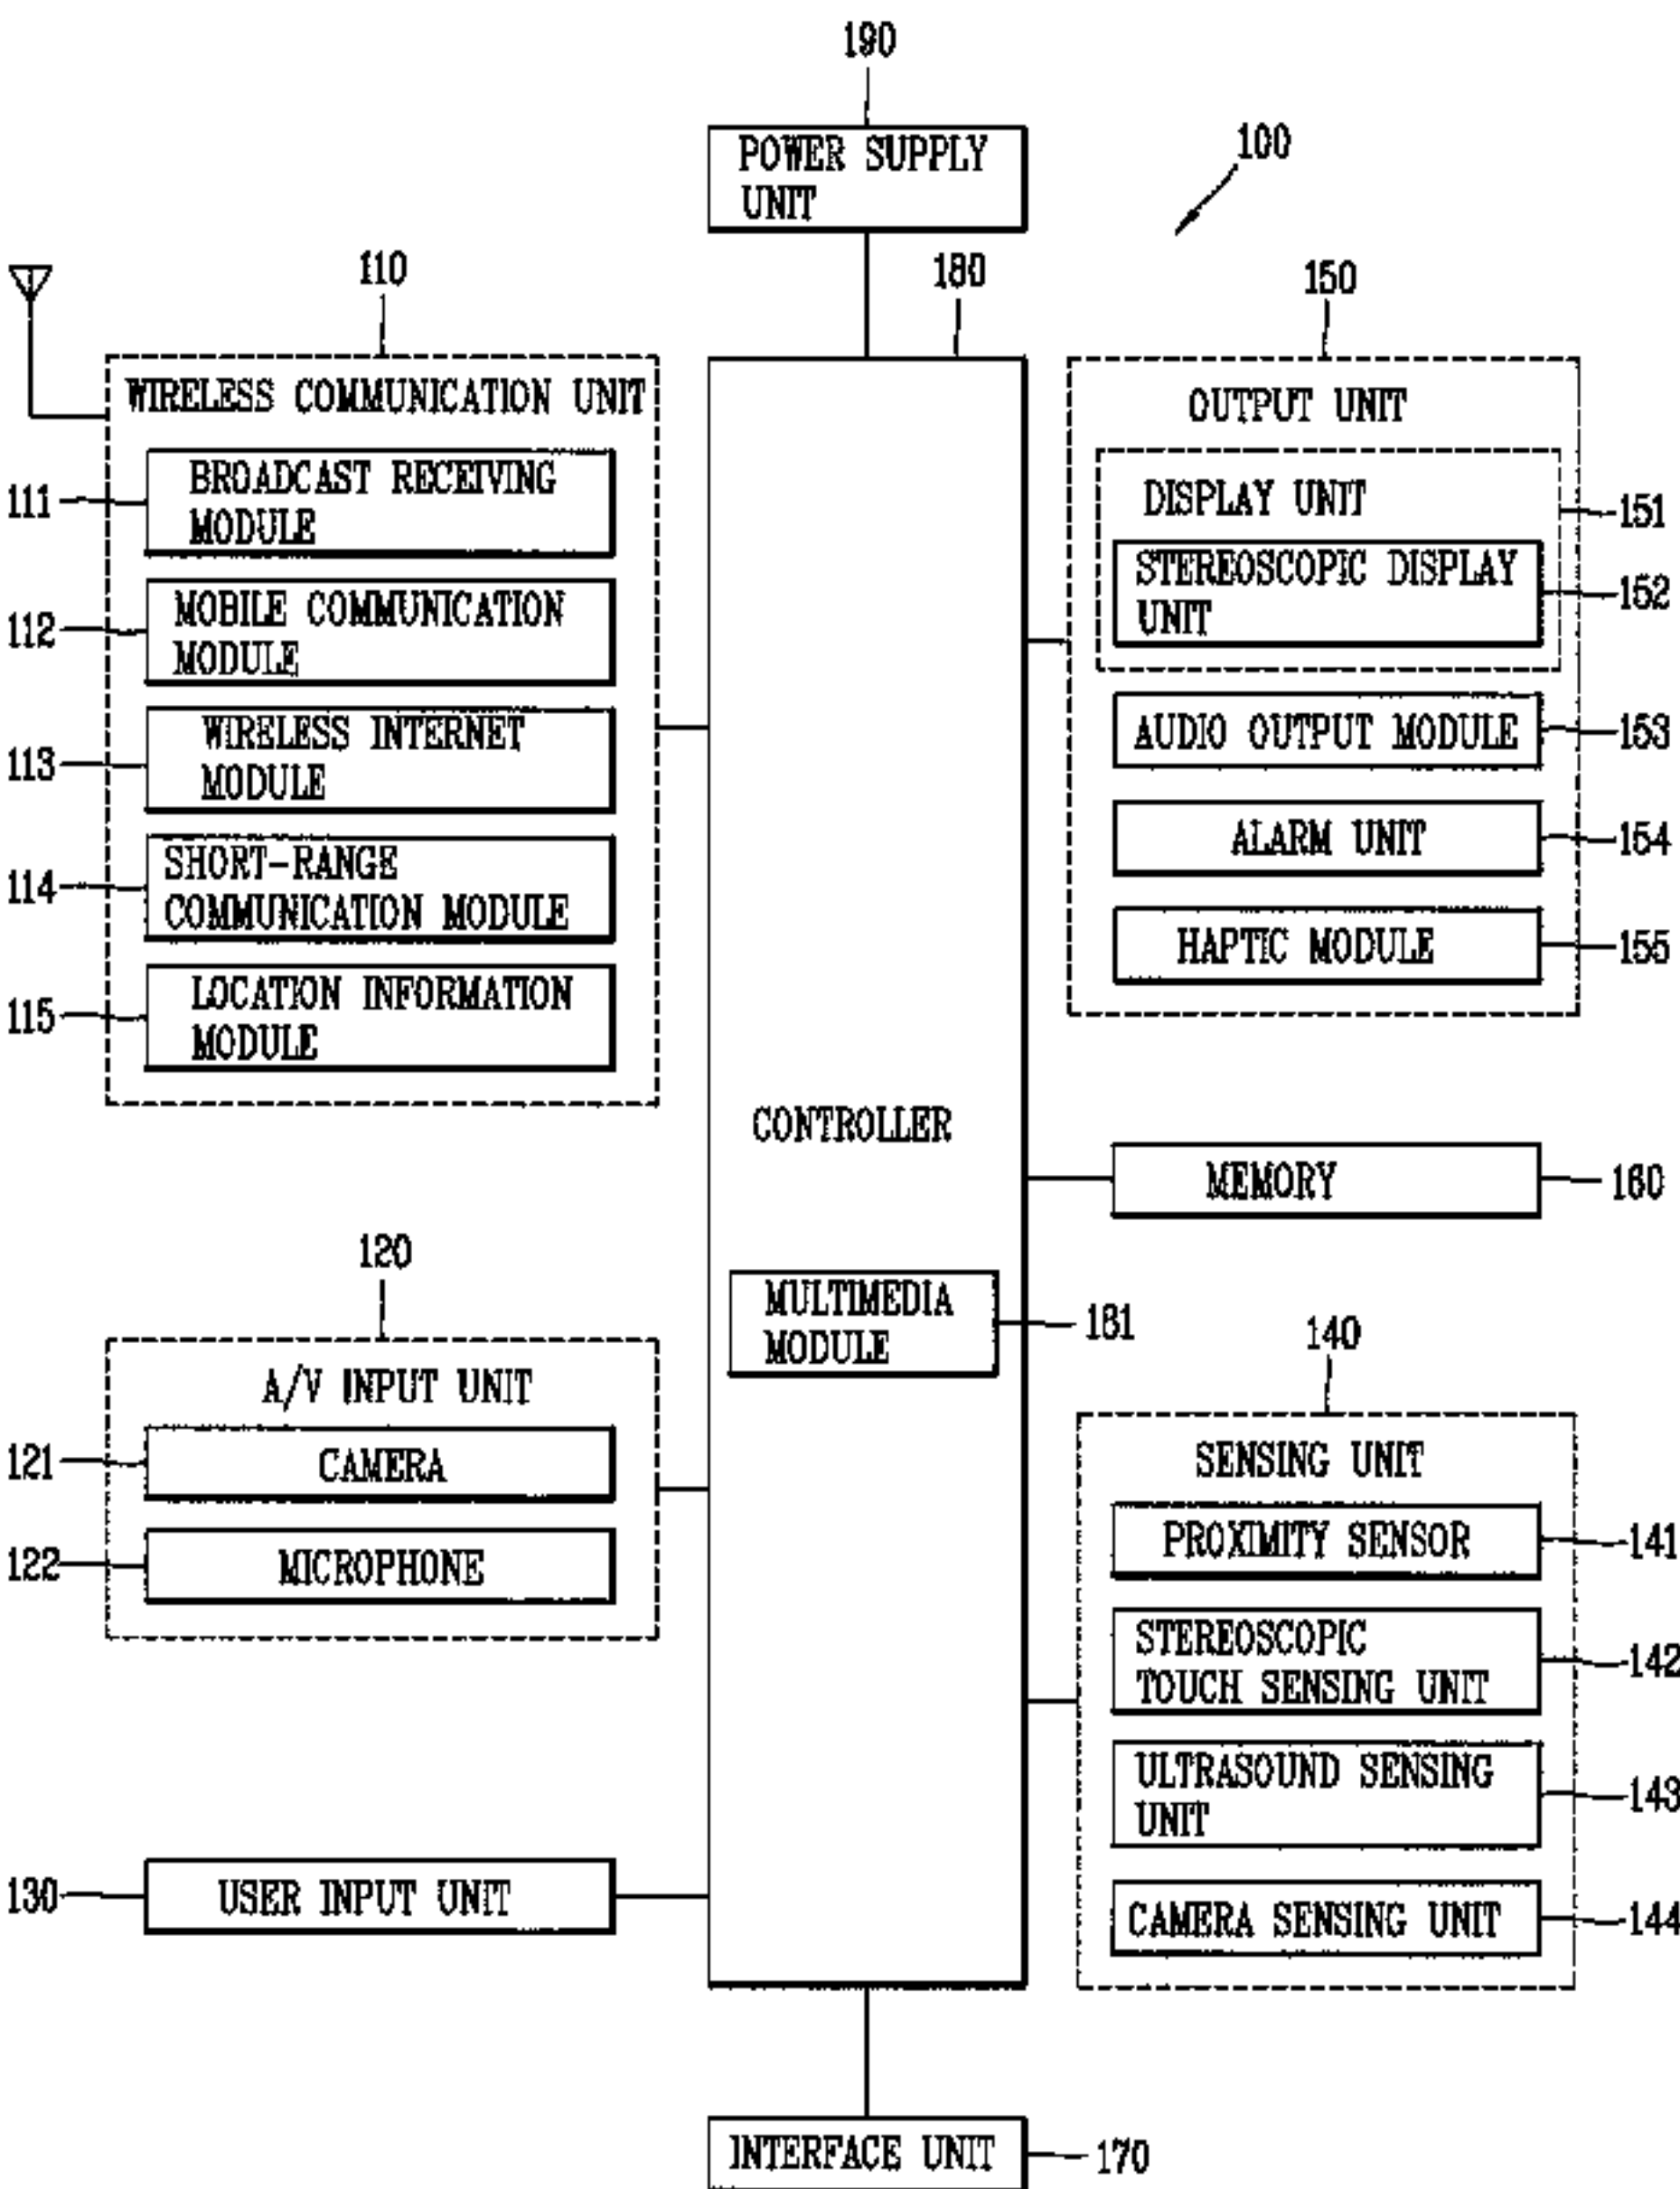 190
POWER SUPPLY
UNIT
100
110
180
150
WIRELESS COMMUNICATION UNIT
111
BROADCAST RECEIVING
MODULE
112
MOBILE COMMUNICATION
MODULE
113
WIRELESS INTERNET
MODULE
114
SHORT-RANGE
COMMUNICATION MODULE
115
LOCATION INFORMATION
MODULE
OUTPUT UNIT
DISPLAY UNIT
151
STEREOSCOPIC DISPLAY
UNIT
152
AUDIO OUTPUT MODULE
153
ALARM UNIT
154
HAPTIC MODULE
155
CONTROLLER
MEMORY
160
MULTIMEDIA
MODULE
181
120
A/V INPUT UNIT
121
CAMERA
122
MICROPHONE
140
SENSING UNIT
PROXIMITY SENSOR
141
STEREOSCOPIC
TOUCH SENSING UNIT
142
ULTRASOUND SENSING
UNIT
143
CAMERA SENSING UNIT
144
130
USER INPUT UNIT
INTERFACE UNIT
170